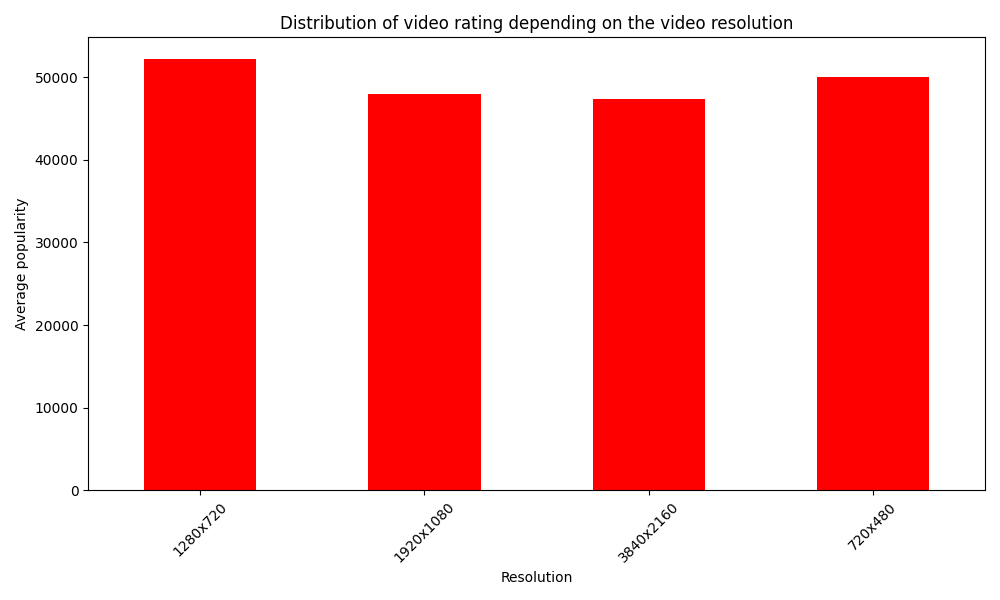 Distribution of video rating depending on the video resolution
Average popularity
50000
40000
30000
20000
10000
0
1280x720
1920x1080
3840x2160
720x480
Resolution